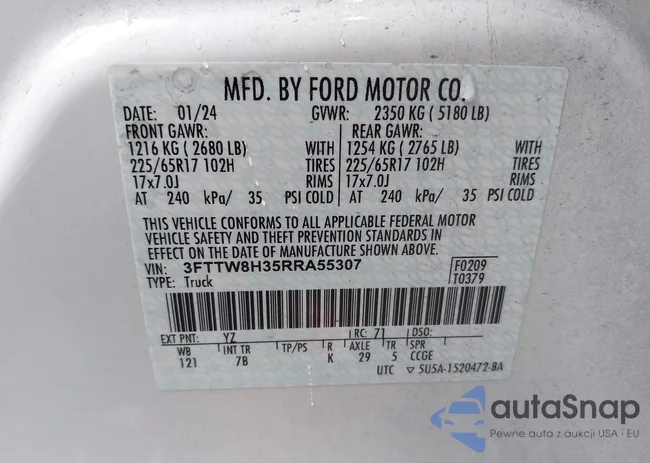 MFD. BY FORD MOTOR CO.
DATE: 01/24 GVWR: 2350 KG ( 5180 LB)
FRONT GAWR: REAR GAWR:
1216 KG ( 2680 LB) WITH 1254 KG ( 2765 LB) WITH
225/65R17 102H TIRES 225/65R17 102H TIRES
17x7.0J RIMS 17x7.0J RIMS
AT 240 kPa/ 35 PSI COLD AT 240 kPa/ 35 PSI COLD
THIS VEHICLE CONFORMS TO ALL APPLICABLE FEDERAL MOTOR
VEHICLE SAFETY AND THEFT PREVENTION STANDARDS IN
EFFECT ON THE DATE OF MANUFACTURE SHOWN ABOVE.
VIN: 3FTTW8H35RRA55307 F0209
TYPE: Truck T0379
EXT PNT: YZ RC: 71 DSO:
WB INT TR TP/PS R AXLE TR SPR
121 7B K 29 5 CCGE
UTC ▽ 5U5A-1520472-BA
autaSnap
Pewne auta z aukcji USA i EU